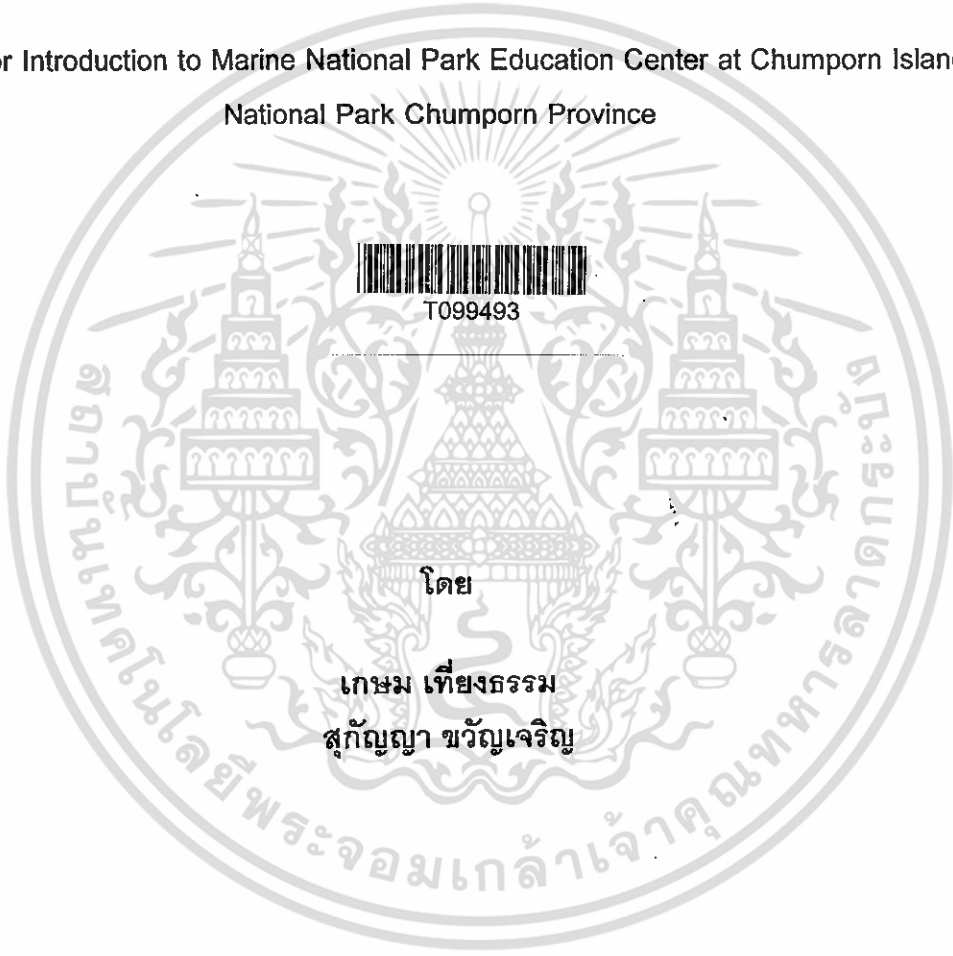 or Introduction to Marine National Park Education Center at Chumporn Islan
National Park Chumporn Province
T099493
โดย
เกษม เที่ยงธรรม
สุกัญญา ขวัญเจริญ
สถาบันเทคโนโลยีพระจอมเกล้าเจ้าคุณทหารลาดกระบัง